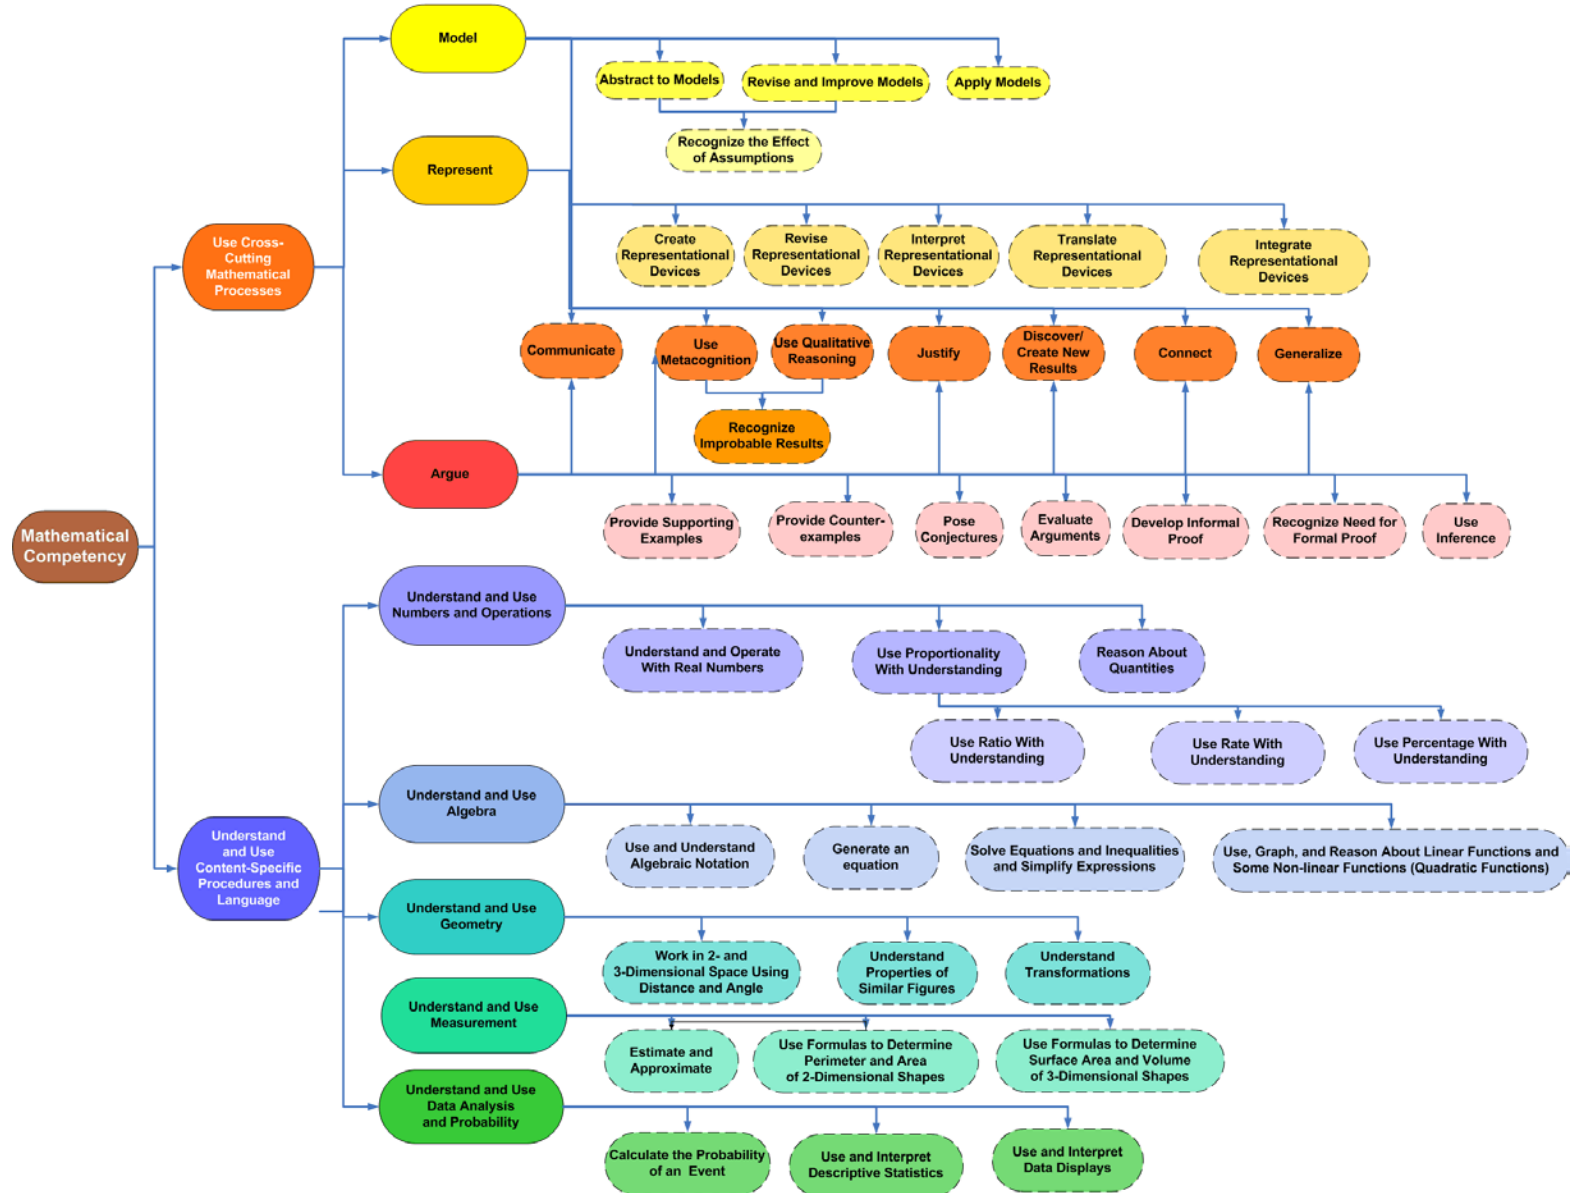 Model
Abstract to Models
Revise and Improve Models
Apply Models
Recognize the Effect
of Assumptions
Represent
Use Cross-
Cutting
Mathematical
Processes
Create
Representational
Devices
Revise
Representational
Devices
Interpret
Representational
Devices
Translate
Representational
Devices
Integrate
Representational
Devices
Communicate
Use
Metacognition
Use Qualitative
Reasoning
Justify
Discover/
Create New
Results
Connect
Generalize
Recognize
Improbable Results
Argue
Provide Supporting
Examples
Provide Counter-
examples
Pose
Conjectures
Evaluate
Arguments
Develop Informal
Proof
Recognize Need for
Formal Proof
Use
Inference
Mathematical
Competency
Understand and Use
Numbers and Operations
Understand and Operate
With Real Numbers
Use Proportionality
With Understanding
Reason About
Quantities
Use Ratio With
Understanding
Use Rate With
Understanding
Use Percentage With
Understanding
Understand and Use
Algebra
Understand
and Use
Content-Specific
Procedures and
Language
Use and Understand
Algebraic Notation
Generate an
equation
Solve Equations and Inequalities
and Simplify Expressions
Use, Graph, and Reason About Linear Functions and
Some Non-linear Functions (Quadratic Functions)
Understand and Use
Geometry
Work in 2- and
3-Dimensional Space Using
Distance and Angle
Understand
Properties of
Similar Figures
Understand
Transformations
Understand and Use
Measurement
Estimate and
Approximate
Use Formulas to Determine
Perimeter and Area
of 2-Dimensional Shapes
Use Formulas to Determine
Surface Area and Volume
of 3-Dimensional Shapes
Understand and Use
Data Analysis
and Probability
Calculate the Probability
of an Event
Use and Interpret
Descriptive Statistics
Use and Interpret
Data Displays